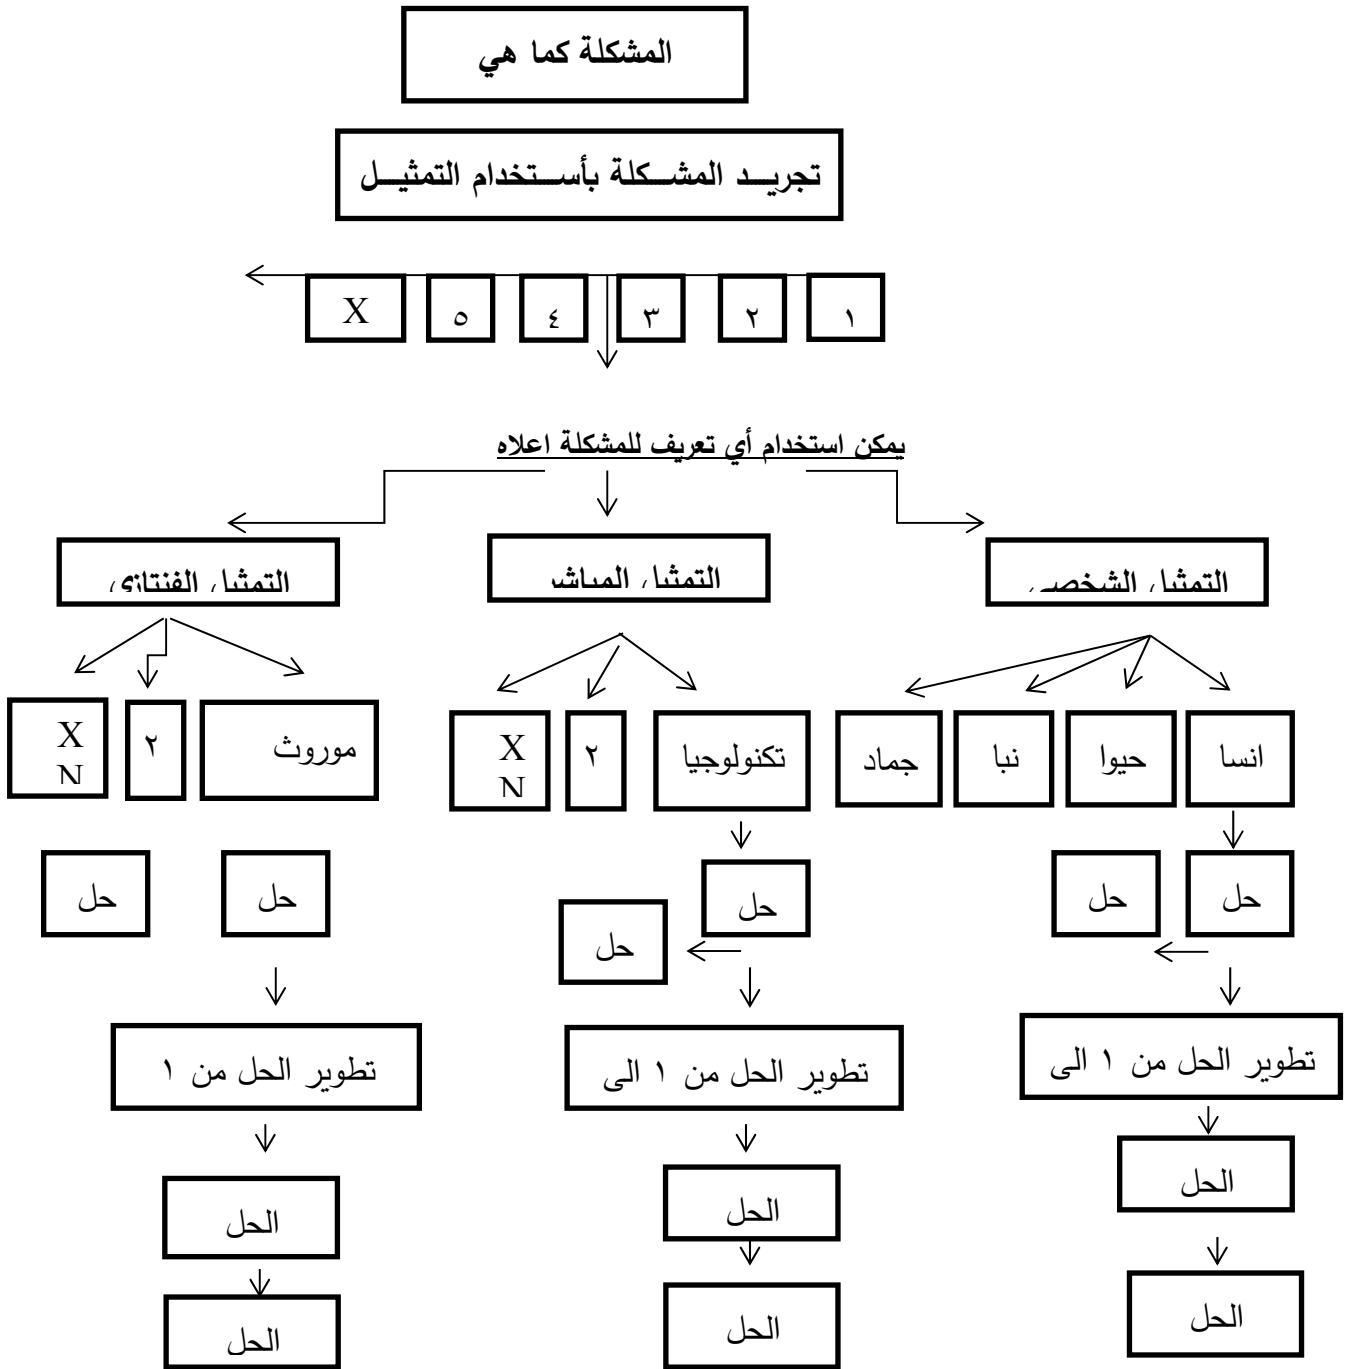 المشكلة كما هي
تجريد المشكلة بأستخدام التمثيل
١ ٢ ٣ ٤ ٥ X
يمكن استخدام أي تعريف للمشكلة اعلاه
التمثيل الشخصي التمثيل المباشر التمثيل الفنتازي
انسا حيوا نبا جماد تكنولوجيا ٢ X موروث ٢ X
N N
حل حل حل حل حل حل
تطوير الحل من ١ الى تطوير الحل من ١ الى تطوير الحل من ١
الحل الحل الحل
الحل الحل الحل